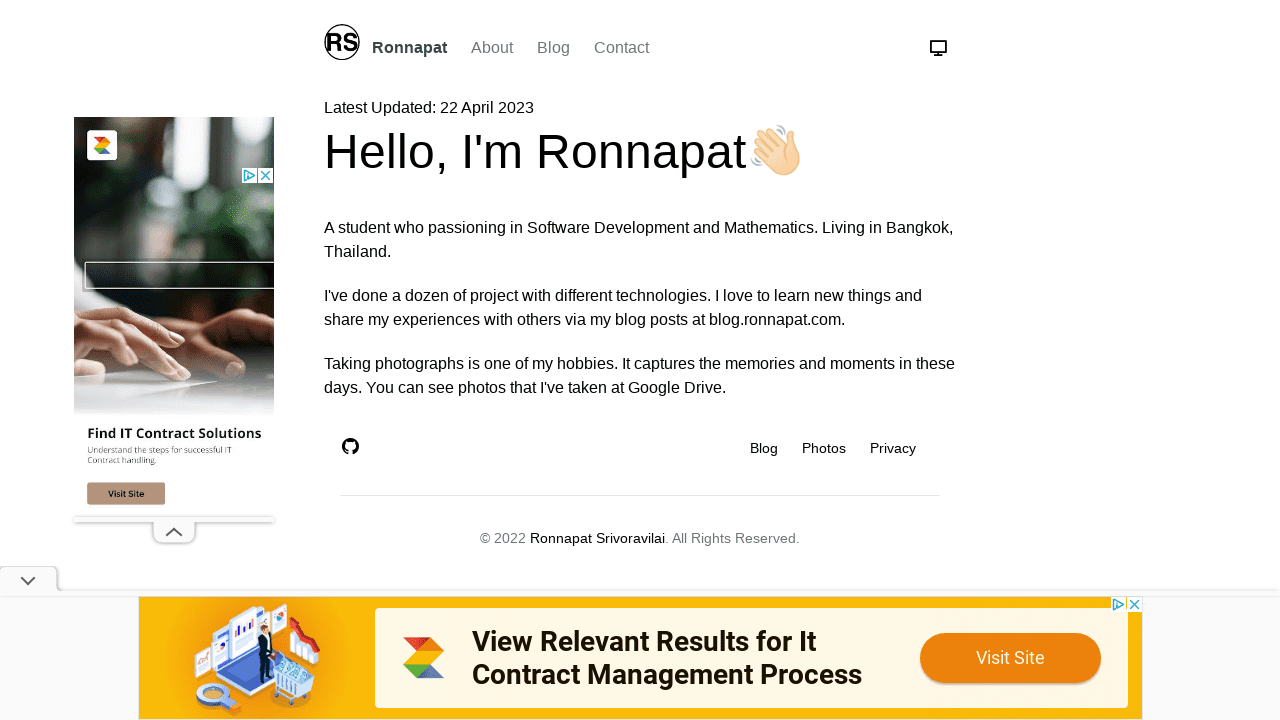 RS
Ronnapat
About
Blog
Contact
Latest Updated: 22 April 2023
Hello, I'm Ronnapat
A student who passioning in Software Development and Mathematics. Living in Bangkok,
Thailand.
I've done a dozen of project with different technologies. I love to learn new things and
share my experiences with others via my blog posts at blog.ronnapat.com.
Taking photographs is one of my hobbies. It captures the memories and moments in these
days. You can see photos that I've taken at Google Drive.
Find IT Contract Solutions
Understand the steps for successful IT
Contract handling.
Visit Site
Blog
Photos
Privacy
© 2022 Ronnapat Srivoravilai. All Rights Reserved.
View Relevant Results for It
Contract Management Process
Visit Site